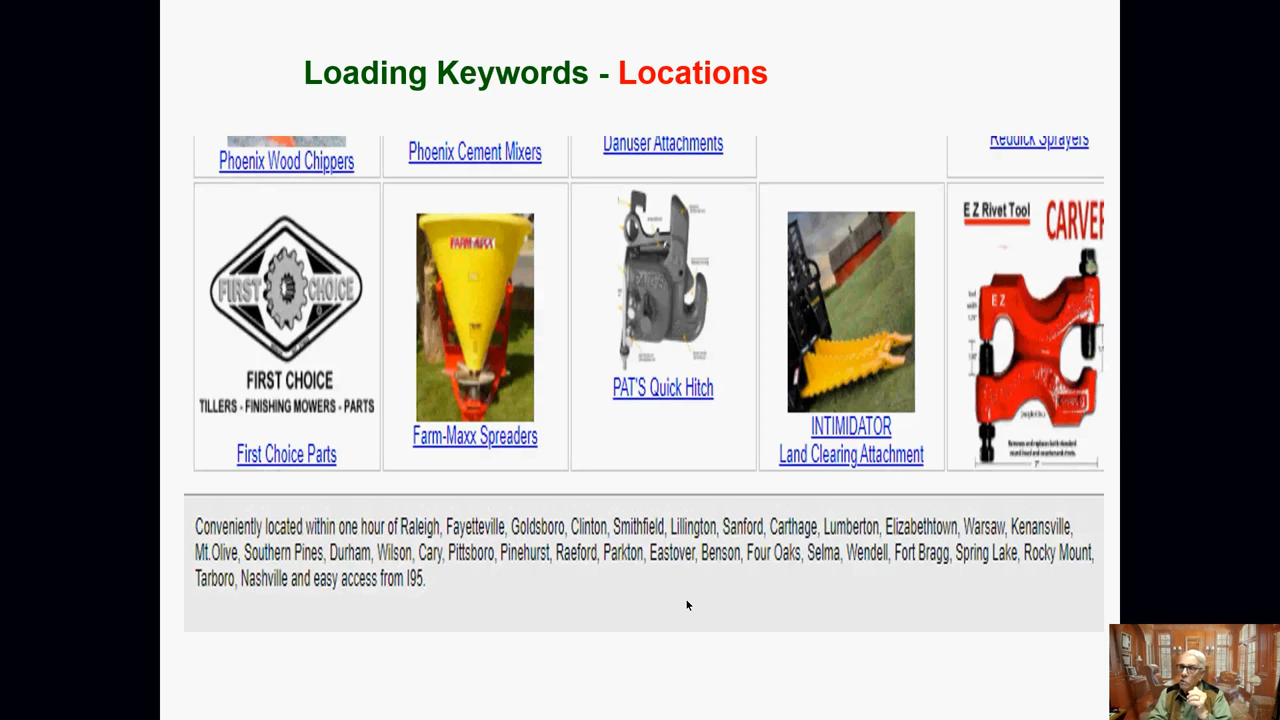 Loading Keywords - Locations
Phoenix Wood Chippers
Phoenix Cement Mixers
Danuser Attachments
Reddick Sprayers
FIRST CHOICE
FIRST CHOICE
TILLERS - FINISHING MOWERS - PARTS
First Choice Parts
FARM-MAXX
Farm-Maxx Spreaders
PAT'S Quick Hitch
INTIMIDATOR
Land Clearing Attachment
E Z Rivet Tool
CARVER
E Z
Conveniently located within one hour of Raleigh, Fayetteville, Goldsboro, Clinton, Smithfield, Lillington, Sanford, Carthage, Lumberton, Elizabethtown, Warsaw, Kenansville,
Mt.Olive, Southern Pines, Durham, Wilson, Cary, Pittsboro, Pinehurst, Raeford, Parkton, Eastover, Benson, Four Oaks, Selma, Wendell, Fort Bragg, Spring Lake, Rocky Mount,
Tarboro, Nashville and easy access from I95.